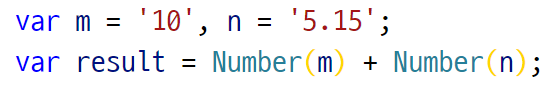 var m = '10', n = '5.15';
var result = Number(m) + Number(n);